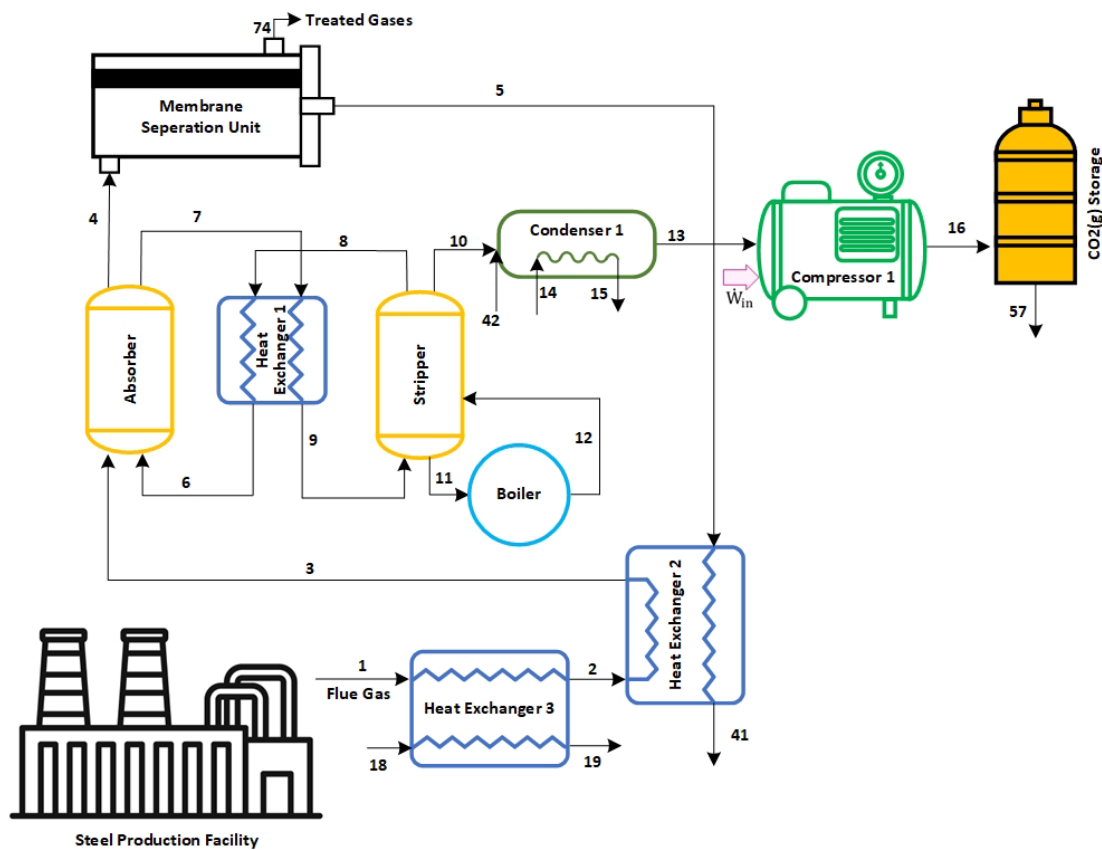 74
Treated Gases
Membrane
Seperation Unit
5
4
7
8
10
Condenser 1
13
14
15
42
Compressor 1
Ẇin
16
CO2(g) Storage
57
Absorber
Heat
Exchanger 1
Stripper
6
9
11
12
Boiler
3
Heat Exchanger 2
1
Flue Gas
2
Heat Exchanger 3
18
19
41
Steel Production Facility